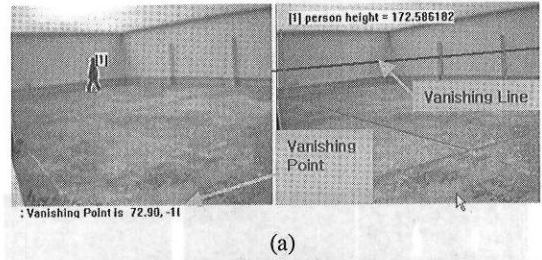 [1]
[1] person height = 172.586182
Vanishing Line
Vanishing
Point
: Vanishing Point is 72.90, -1(
(a)